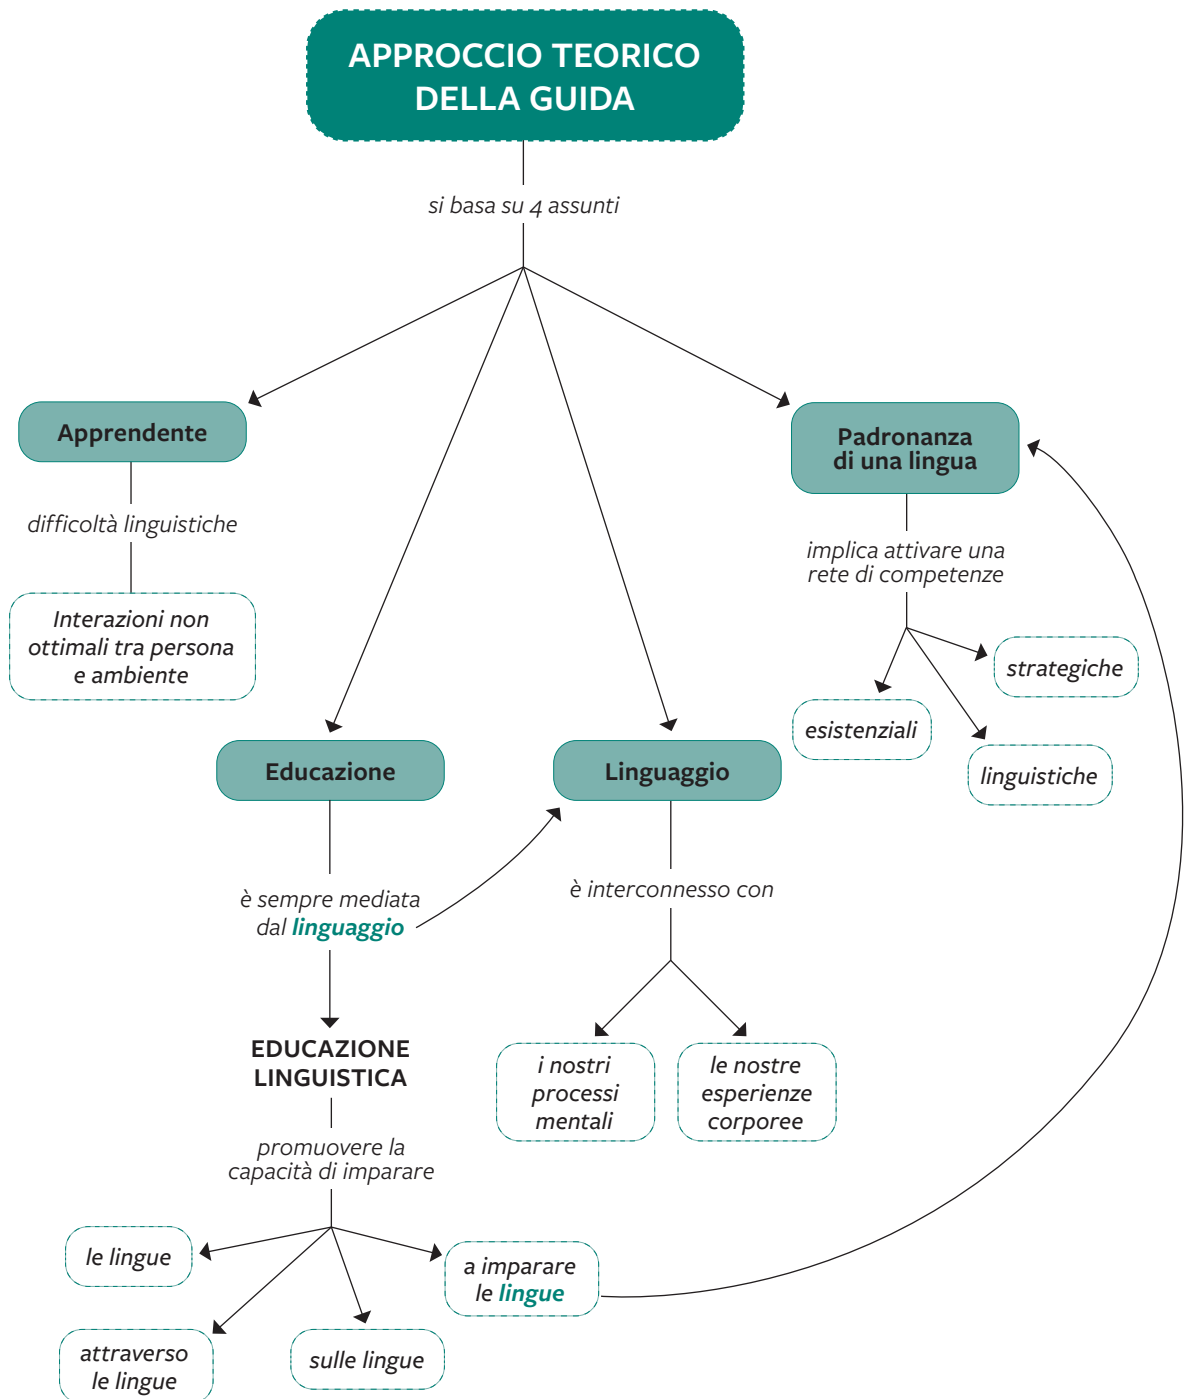 APPROCCIO TEORICO
DELLA GUIDA
si basa su 4 assunti
Apprendente
difficoltà linguistiche
Interazioni non
ottimali tra persona
e ambiente
Padronanza
di una lingua
implica attivare una
rete di competenze
strategiche
esistenziali
linguistiche
Educazione
è sempre mediata
dal linguaggio
EDUCAZIONE
LINGUISTICA
promuovere la
capacità di imparare
le lingue
attraverso
le lingue
sulle lingue
a imparare
le lingue
Linguaggio
è interconnesso con
i nostri
processi
mentali
le nostre
esperienze
corporee